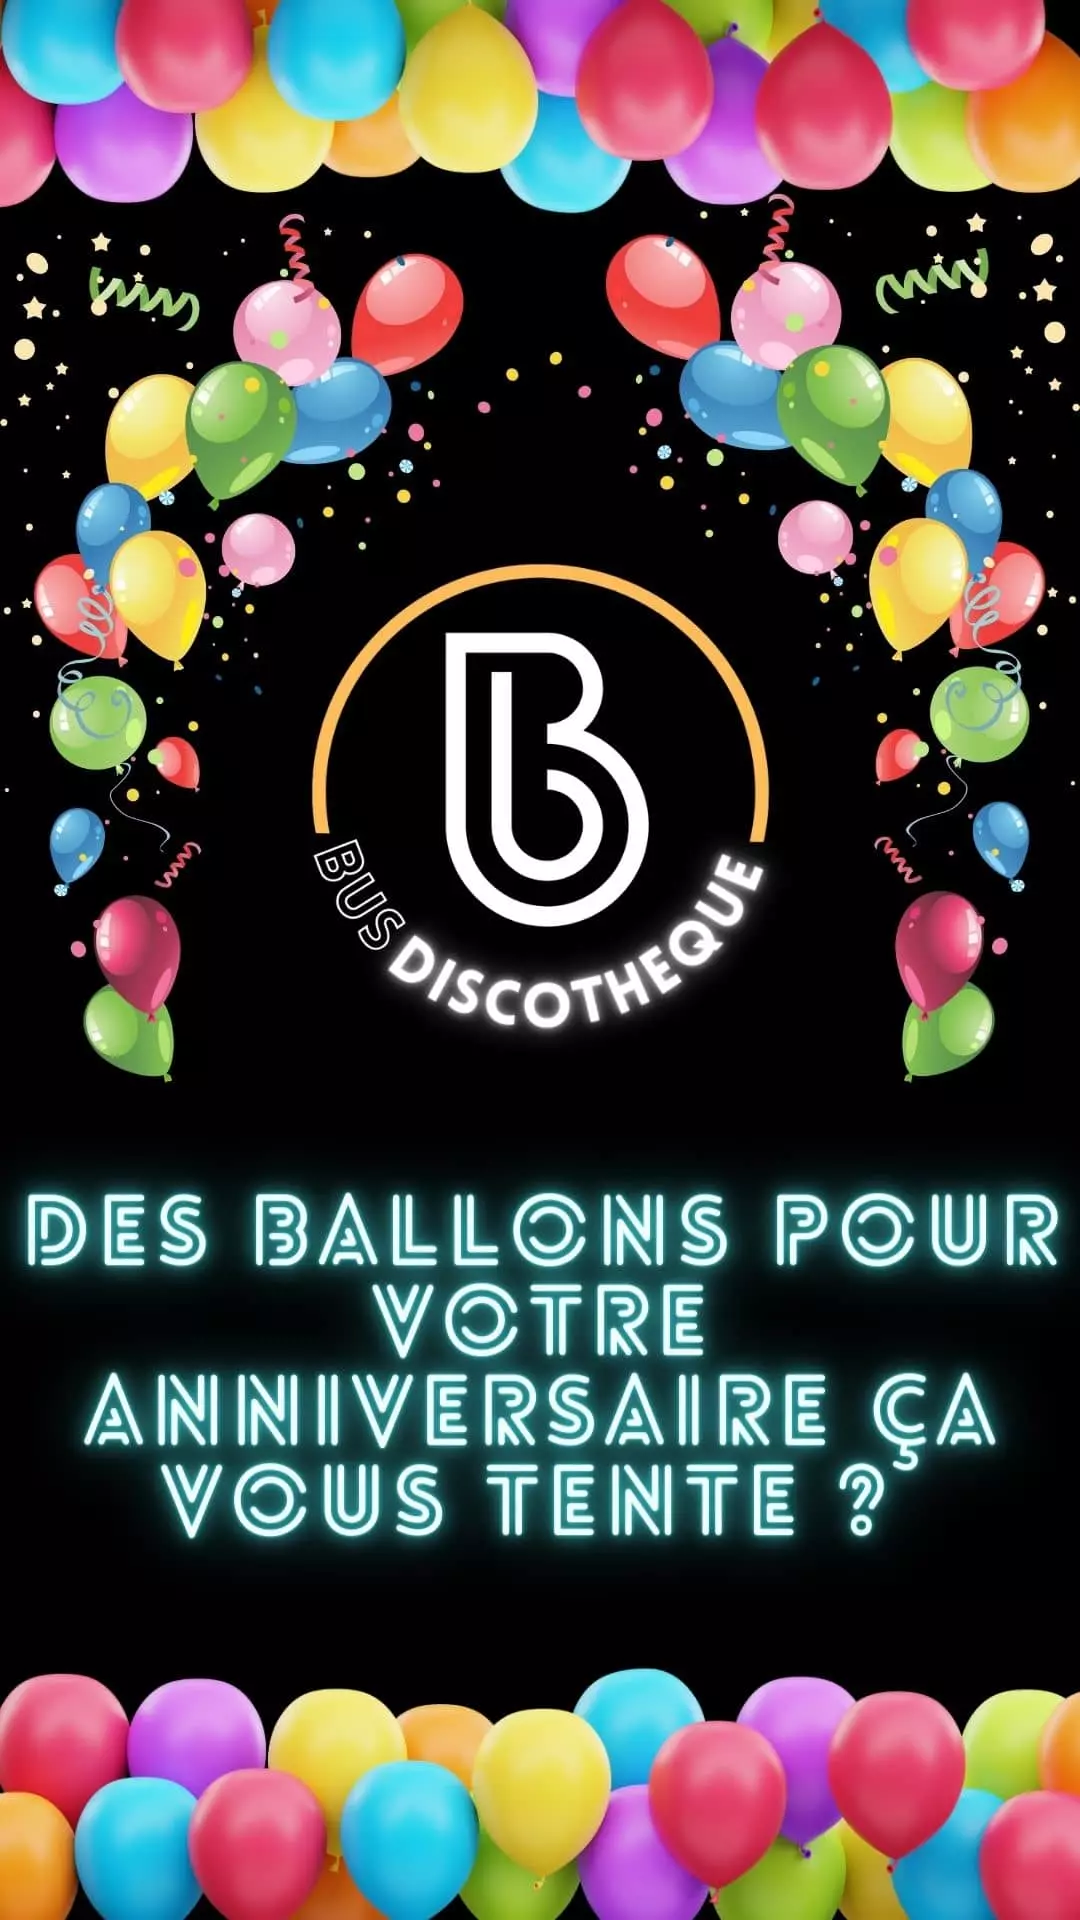 B
BUS DISCOTHEQUE
DES BALLONS POUR
VOTRE
ANNIVERSAIRE ÇA
VOUS TENTE ?